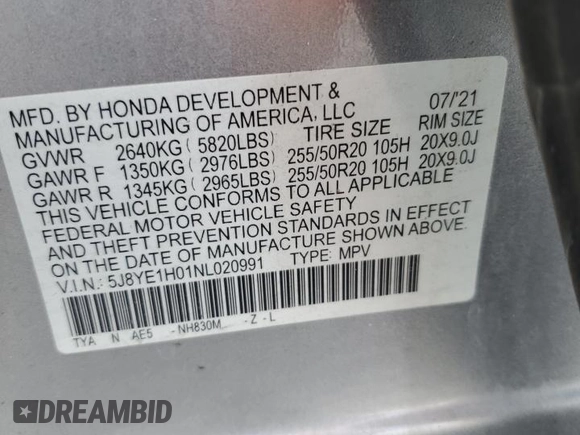 MFD. BY HONDA DEVELOPMENT & 07/'21
MANUFACTURING OF AMERICA, LLC
GVWR 2640KG ( 5820LBS) TIRE SIZE RIM SIZE
GAWR F 1350KG ( 2976LBS) 255/50R20 105H 20X9.0J
GAWR R 1345KG ( 2965LBS) 255/50R20 105H 20X9.0J
THIS VEHICLE CONFORMS TO ALL APPLICABLE
FEDERAL MOTOR VEHICLE SAFETY
AND THEFT PREVENTION STANDARDS IN EFFECT
ON THE DATE OF MANUFACTURE SHOWN ABOVE.
V.I.N.: 5J8YE1H01NL020991 TYPE: MPV
TYA N AE5 -NH830M -Z -L
DREAMBID